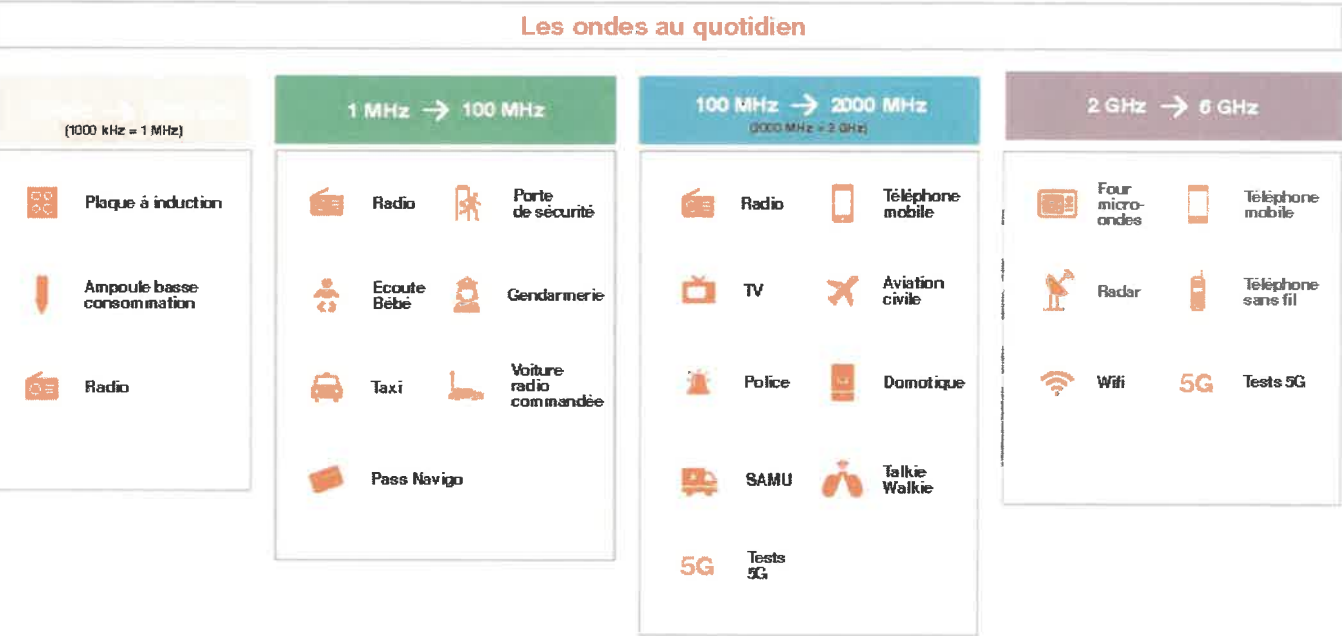 Les ondes au quotidien
(1000 kHz = 1 MHz)
Plaque à induction
Ampoule basse
consommation
Radio
1 MHz → 100 MHz
Radio
Porte
de sécurité
Ecoute
Bébé
Gendarmerie
Taxi
Voiture
radio
commandée
Pass Navigo
100 MHz → 2000 MHz
(2000 MHz = 2 GHz)
Radio
Téléphone
mobile
TV
Aviation
civile
Police
Domotique
SAMU
Talkie
Walkie
5G
Tests
5G
2 GHz → 6 GHz
Four
micro-
ondes
Téléphone
mobile
Radar
Téléphone
sans fil
Wifi
5G
Tests 5G